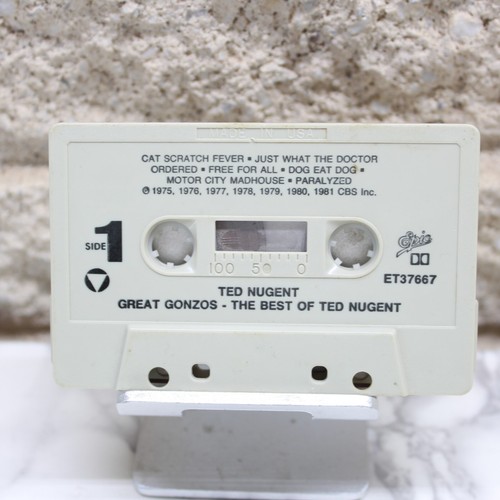 MADE IN USA
CAT SCRATCH FEVER ▪ JUST WHAT THE DOCTOR
ORDERED ▪ FREE FOR ALL ▪ DOG EAT DOG ▪
MOTOR CITY MADHOUSE ▪ PARALYZED
℗ 1975, 1976, 1977, 1978, 1979, 1980, 1981 CBS Inc.
SIDE 1
Epic
100 50 0
ET37667
TED NUGENT
GREAT GONZOS - THE BEST OF TED NUGENT